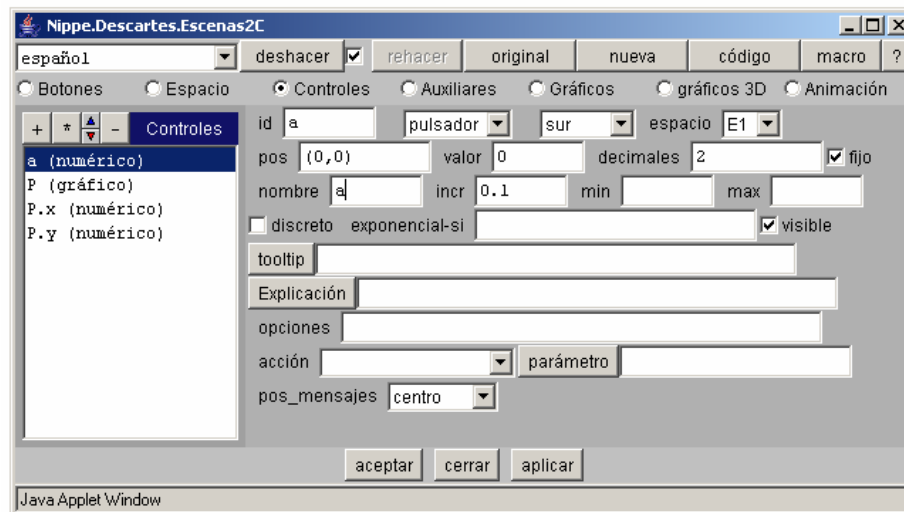 Nippe.Descartes.Escenas2C
español deshacer rehacer original nueva código macro ?
Botones Espacio Controles Auxiliares Gráficos gráficos 3D Animación
+ * - Controles
a (numérico)
P (gráfico)
P.x (numérico)
P.y (numérico)
id a pulsador sur espacio E1
pos (0,0) valor 0 decimales 2 fijo
nombre a incr 0.1 min max
discreto exponencial-si visible
tooltip
Explicación
opciones
acción parámetro
pos_mensajes centro
aceptar cerrar aplicar
Java Applet Window